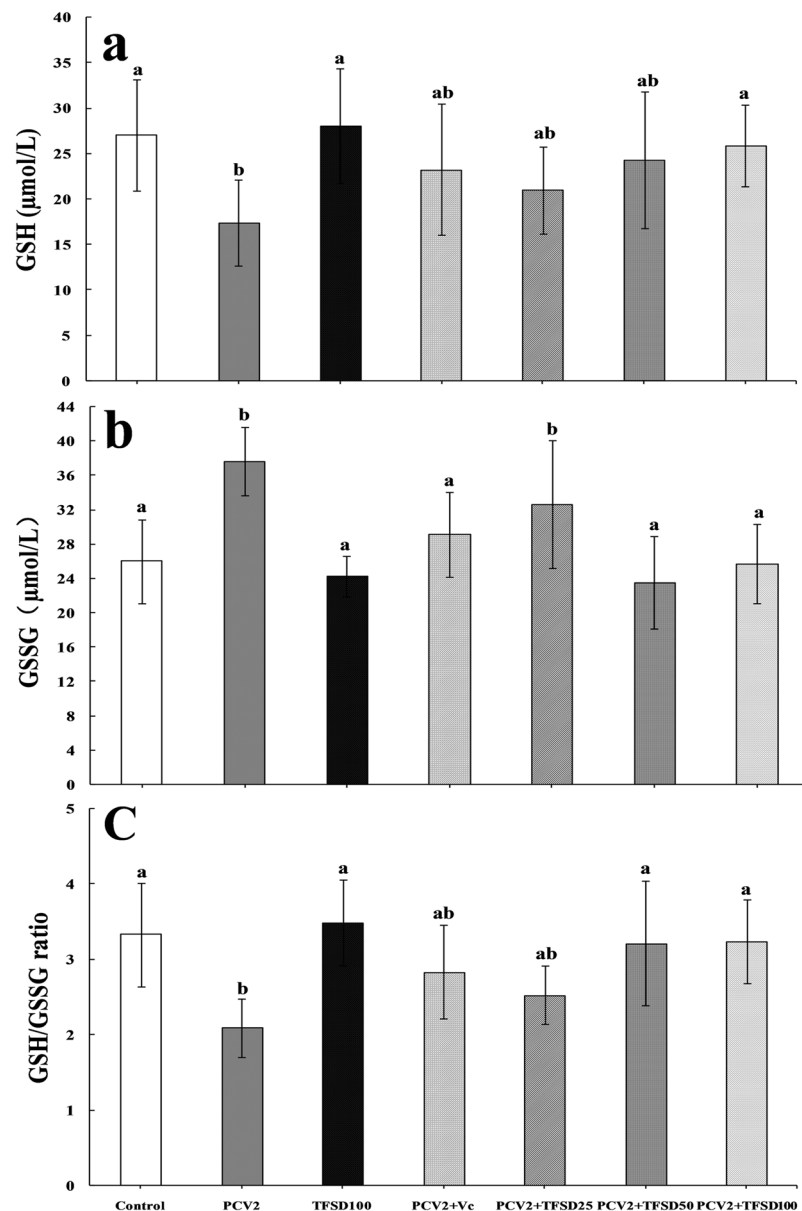 a
GSH (μmol/L)
40
35
30
25
20
15
10
5
0
a
b
a
ab
ab
ab
a
b
GSSG（μmol/L）
44
40
36
32
28
24
20
16
12
8
4
0
a
b
a
a
b
a
a
C
GSH/GSSG ratio
5
4
3
2
1
0
a
b
a
ab
ab
a
a
Control PCV2 TFSD100 PCV2+Vc PCV2+TFSD25 PCV2+TFSD50 PCV2+TFSD100